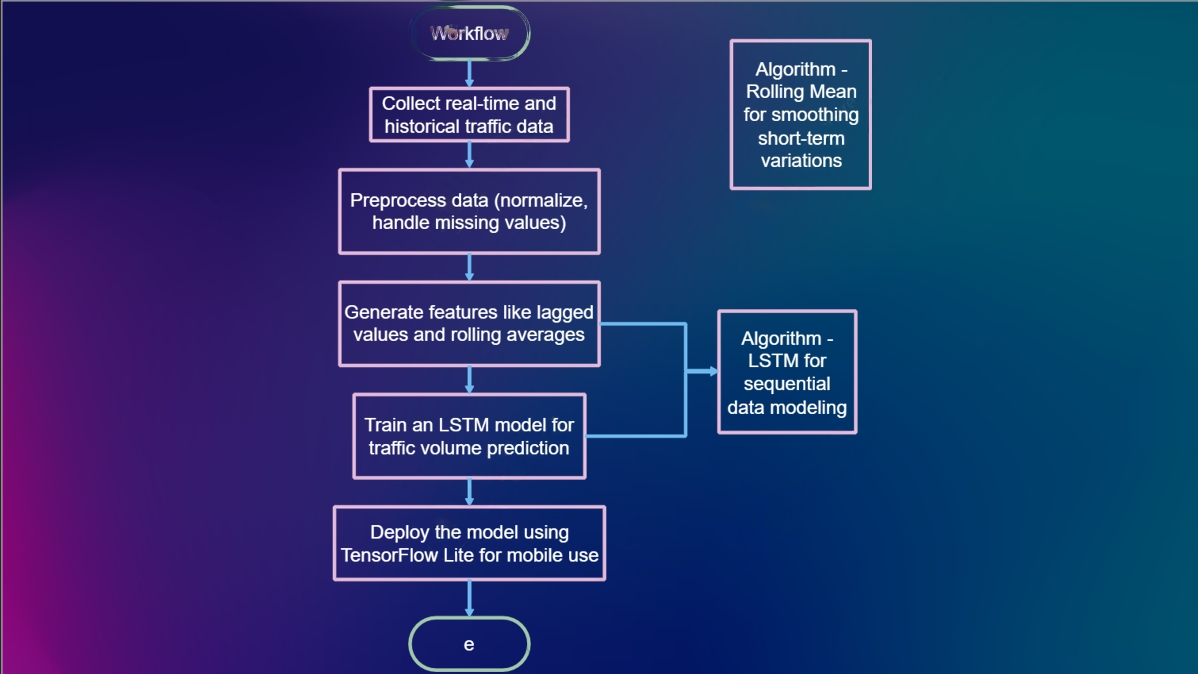 Workflow
Collect real-time and
historical traffic data
Preprocess data (normalize,
handle missing values)
Generate features like lagged
values and rolling averages
Train an LSTM model for
traffic volume prediction
Deploy the model using
TensorFlow Lite for mobile use
e
Algorithm -
Rolling Mean
for smoothing
short-term
variations
Algorithm -
LSTM for
sequential
data modeling